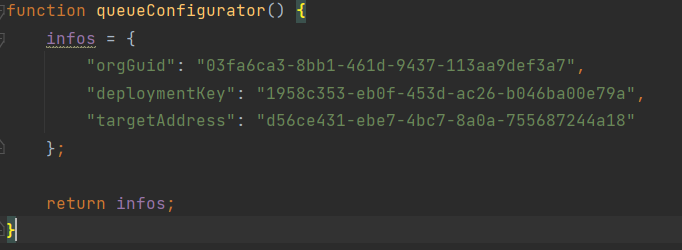 function queueConfigurator() {
infos = {
"orgGuid": "03fa6ca3-8bb1-461d-9437-113aa9def3a7",
"deploymentKey": "1958c353-eb0f-453d-ac26-b046ba00e79a",
"targetAddress": "d56ce431-ebe7-4bc7-8a0a-755687244a18"
};
return infos;
}